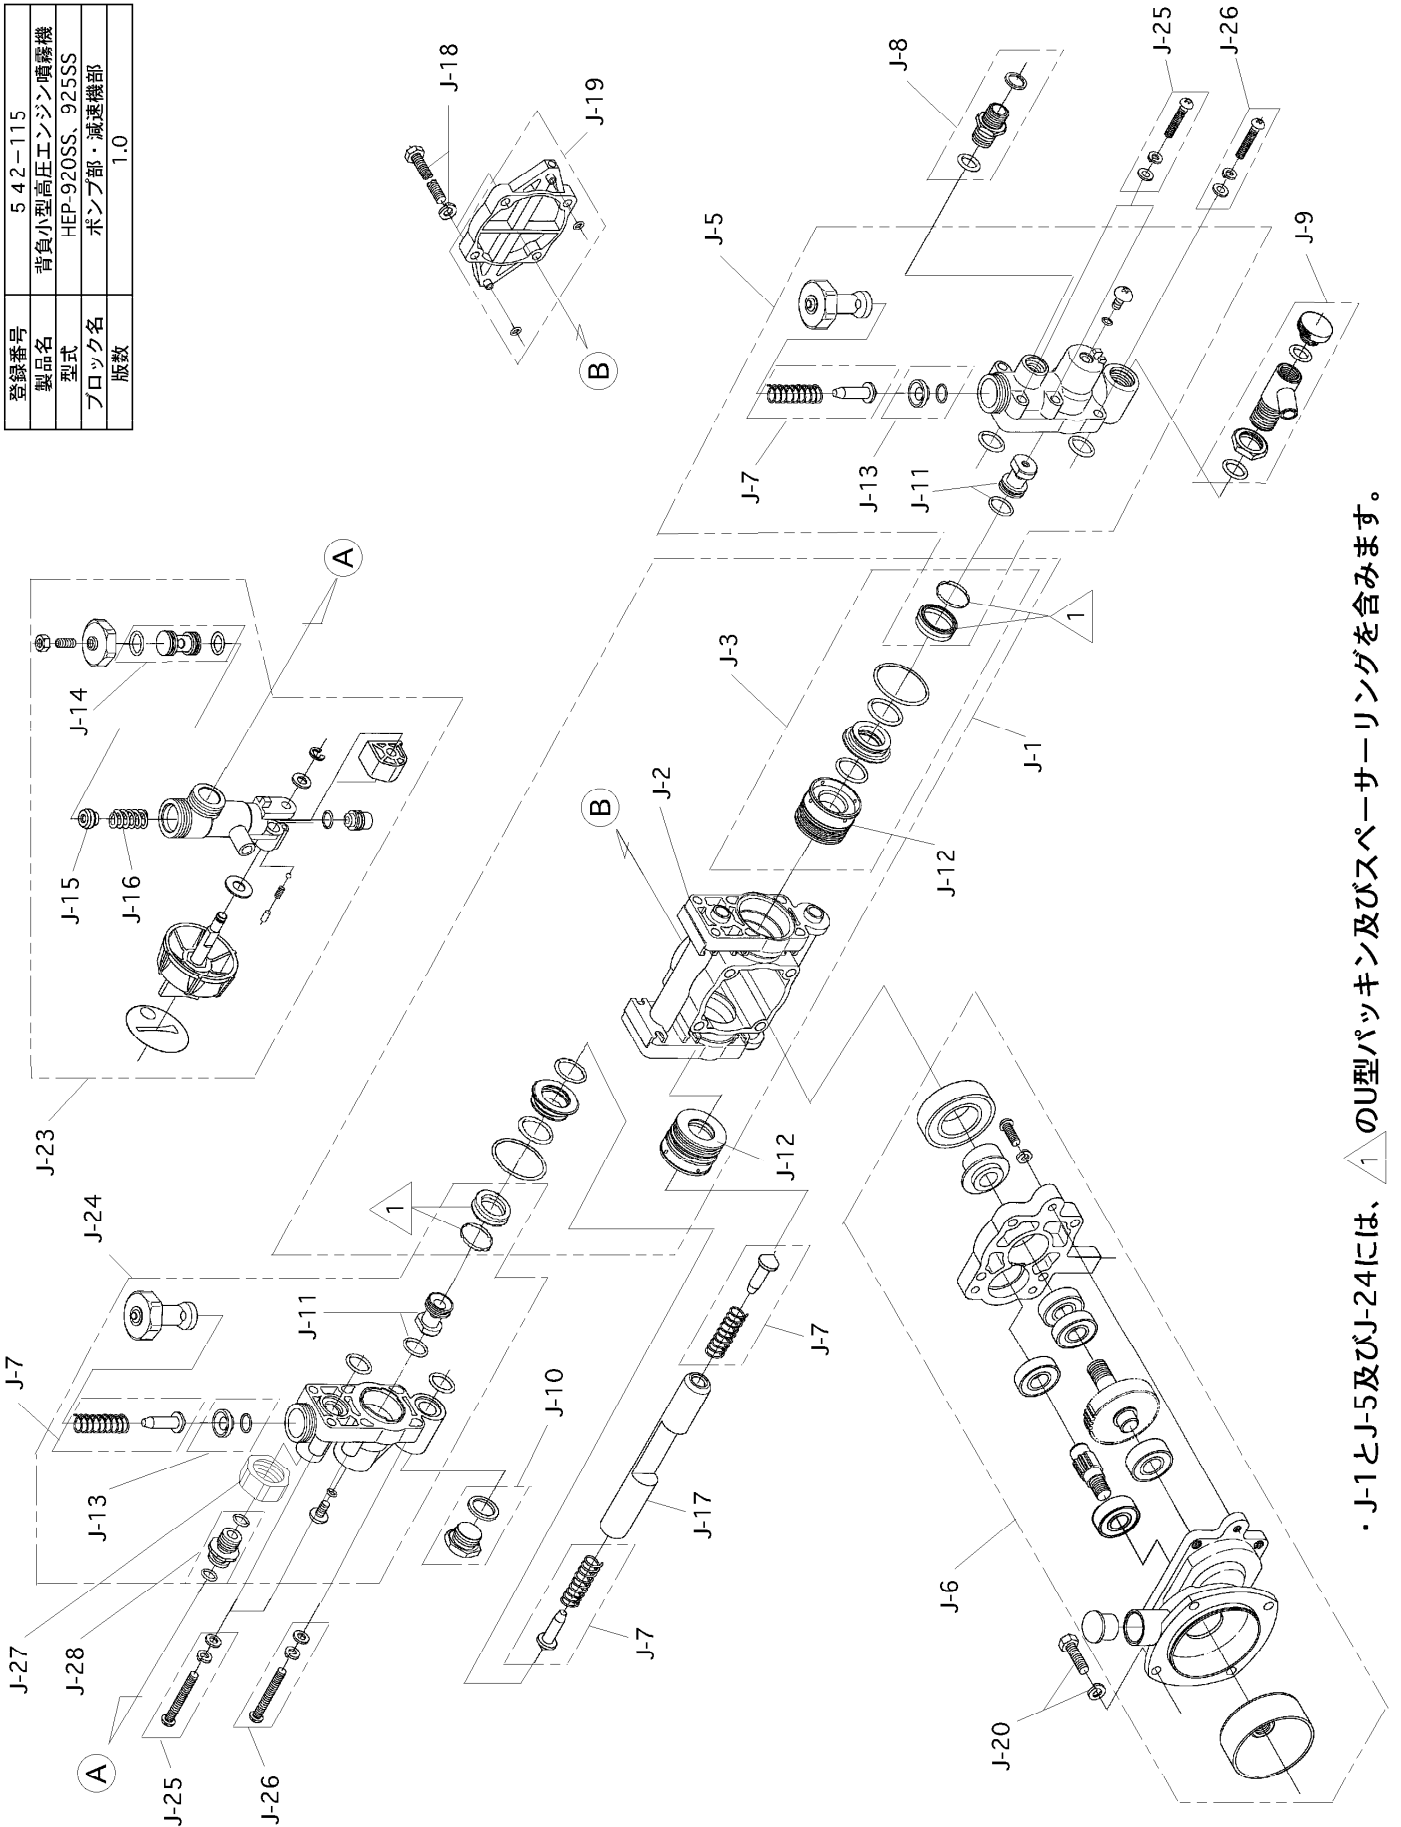 登録番号 542-115
製品名 背負小型高圧エンジン噴霧機
型式 HEP-920SS、925SS
ブロック名 ポンプ部・減速機部
版数 1.0
J-18
J-19
B
J-8
J-25
J-26
J-5
J-9
J-7
J-13
J-11
A
J-14
J-15
J-16
J-23
J-3
1
J-1
J-2
B
J-12
J-12
J-24
1
J-7
J-11
J-13
J-10
J-7
J-17
J-7
J-27
J-28
A
J-25
J-26
J-6
J-20
・J-1とJ-5及びJ-24には、1のU型パッキン及びスペーサーリングを含みます。